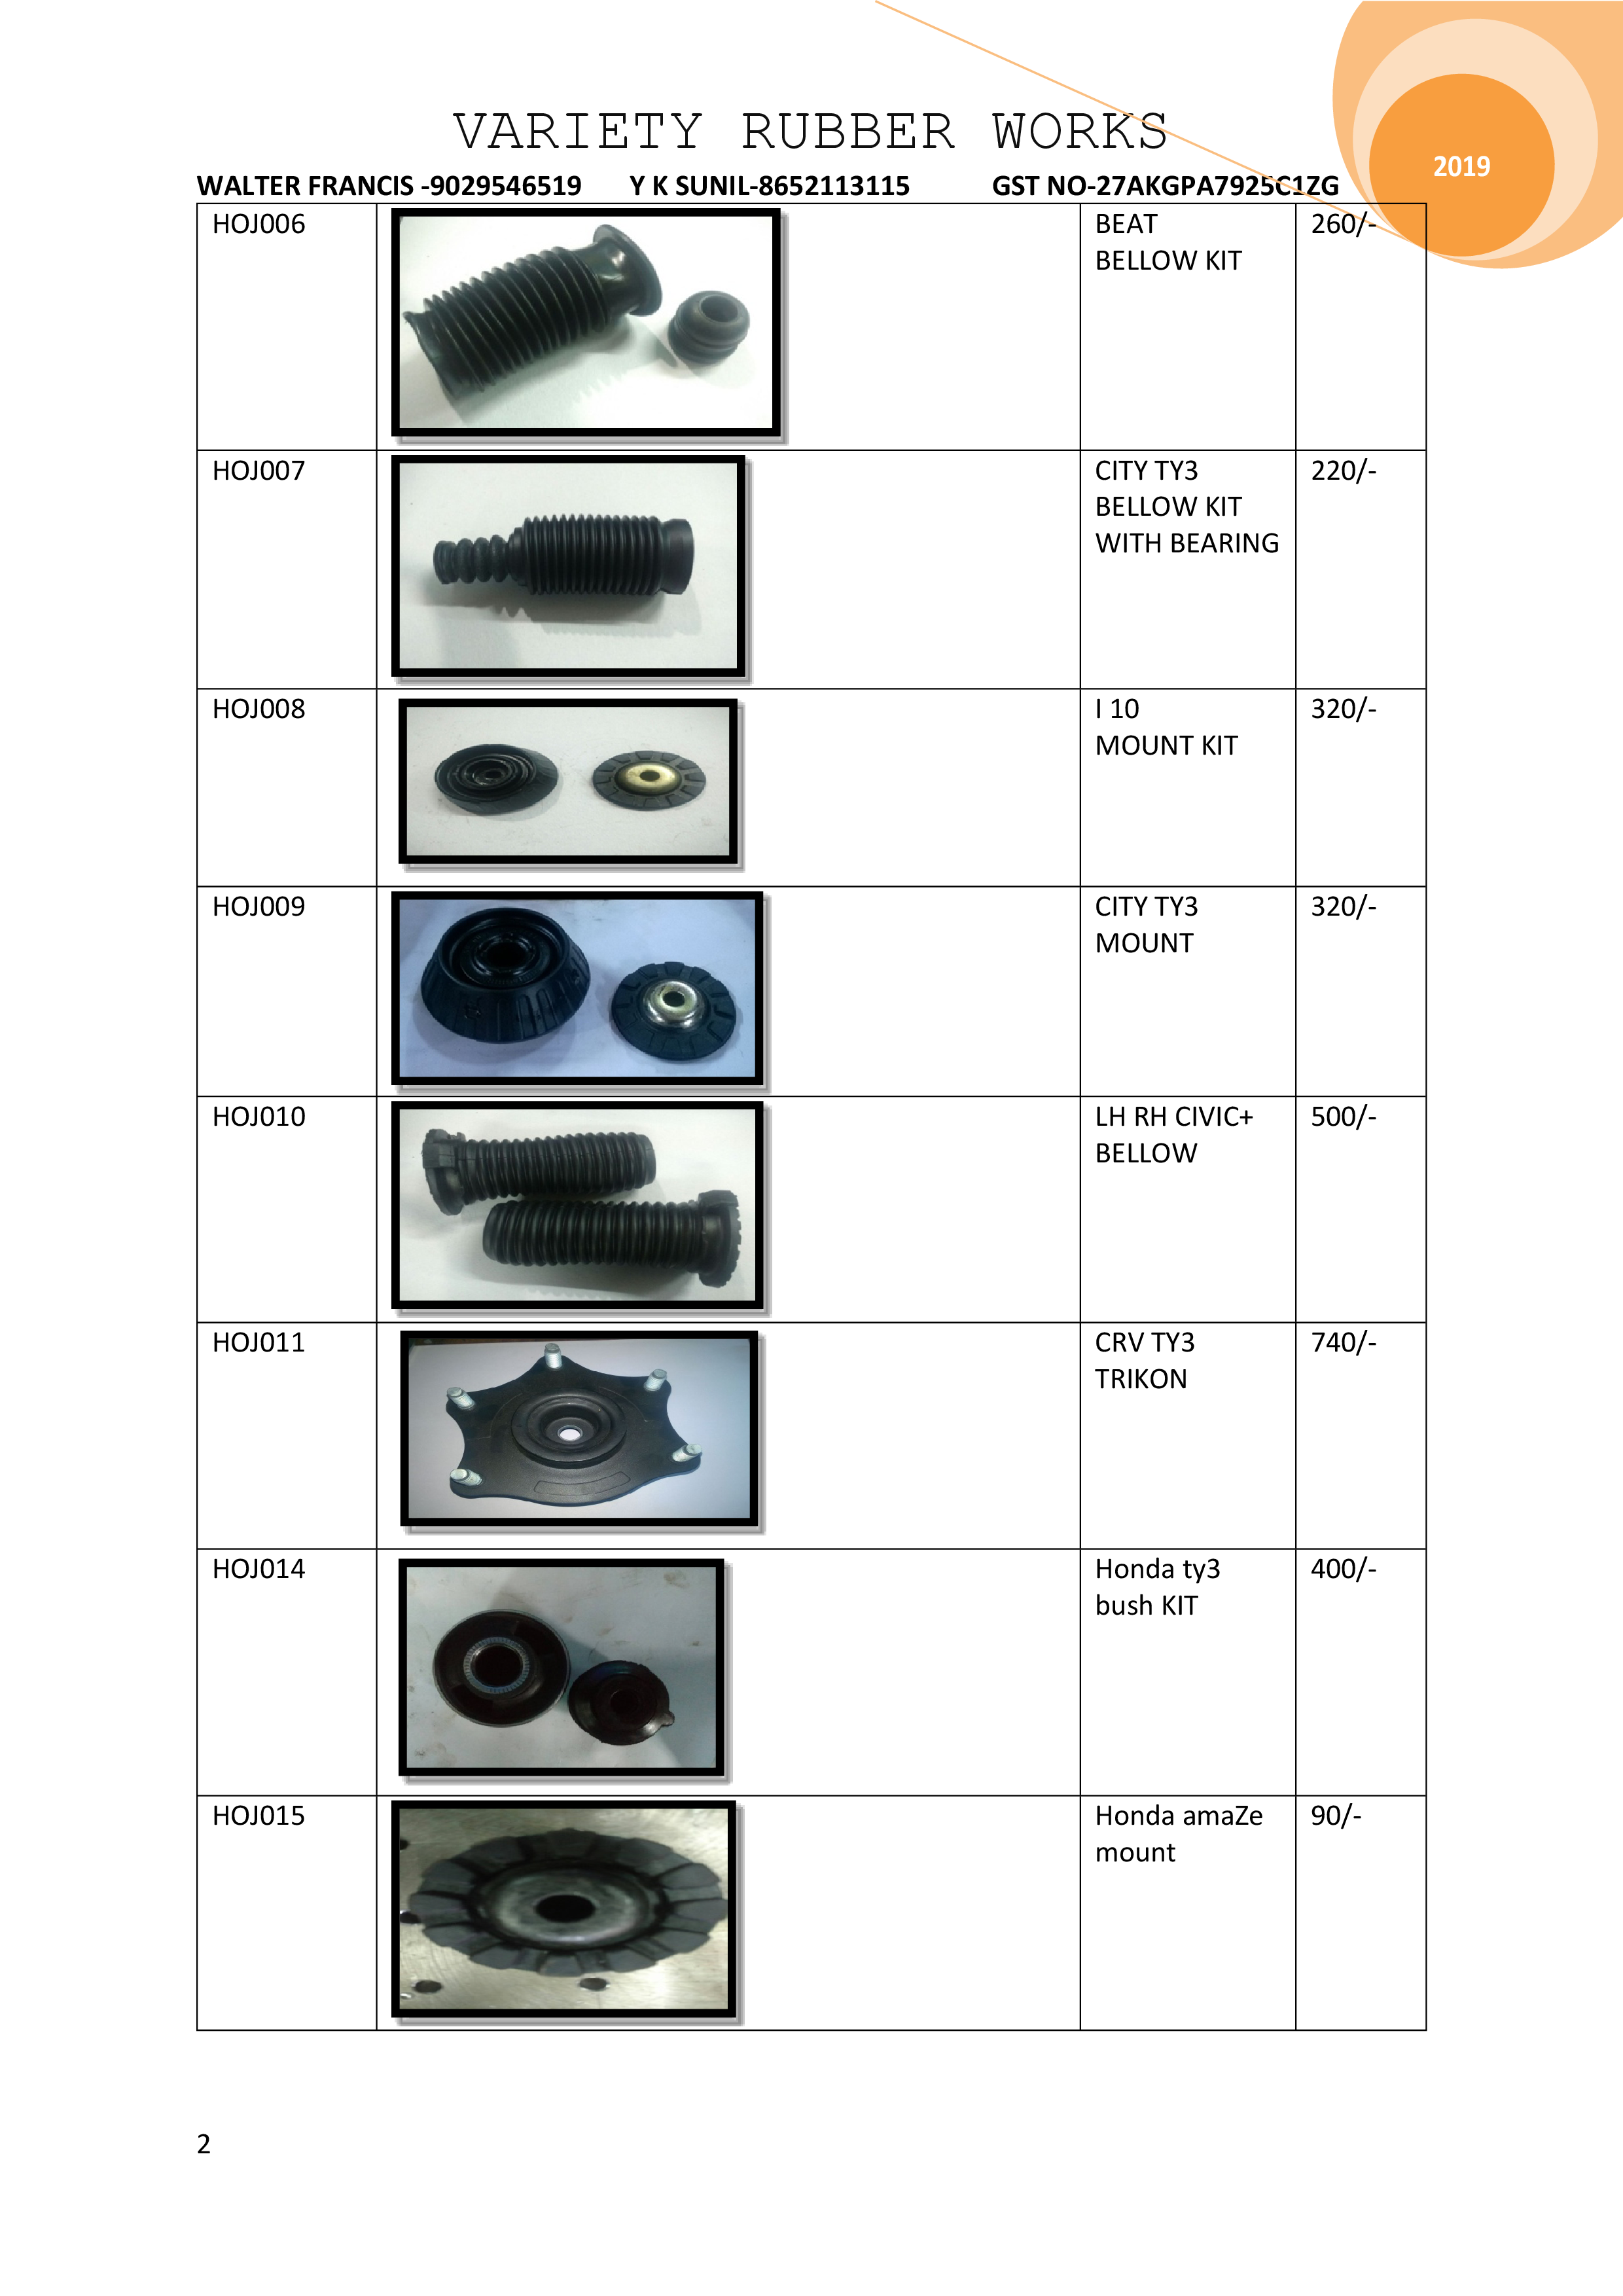 VARIETY RUBBER WORKS
2019
WALTER FRANCIS -9029546519 Y K SUNIL-8652113115 GST NO-27AKGPA7925C1ZG
HOJ006 BEAT 260/-
BELLOW KIT
HOJ007 CITY TY3 220/-
BELLOW KIT
WITH BEARING
HOJ008 I 10 320/-
MOUNT KIT
HOJ009 CITY TY3 320/-
MOUNT
HOJ010 LH RH CIVIC+ 500/-
BELLOW
HOJ011 CRV TY3 740/-
TRIKON
HOJ014 Honda ty3 400/-
bush KIT
HOJ015 Honda amaZe 90/-
mount
2